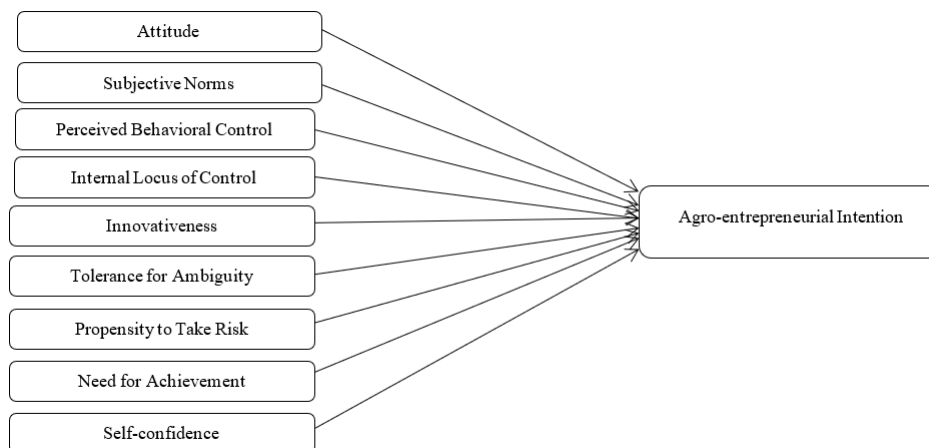 Attitude
Subjective Norms
Perceived Behavioral Control
Internal Locus of Control
Innovativeness
Tolerance for Ambiguity
Propensity to Take Risk
Need for Achievement
Self-confidence
Agro-entrepreneurial Intention